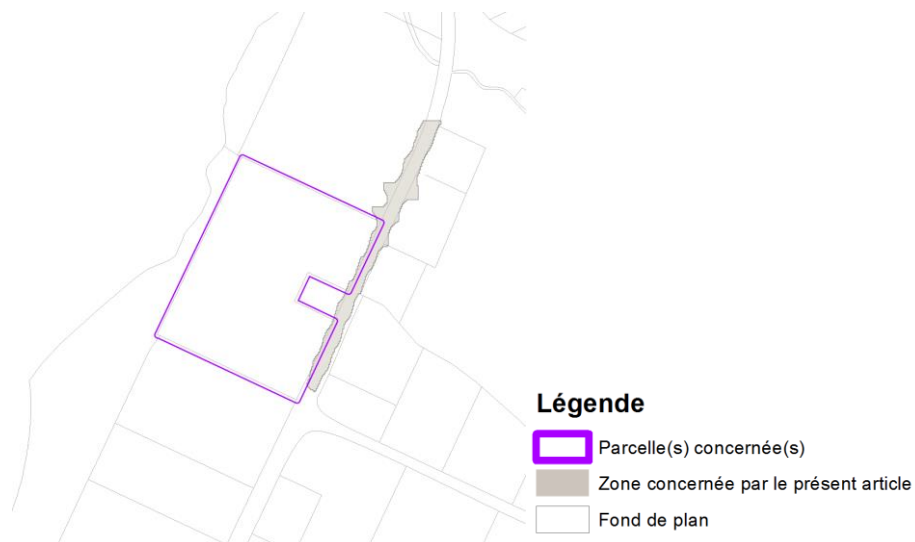 Légende
Parcelle(s) concernée(s)
Zone concernée par le présent article
Fond de plan